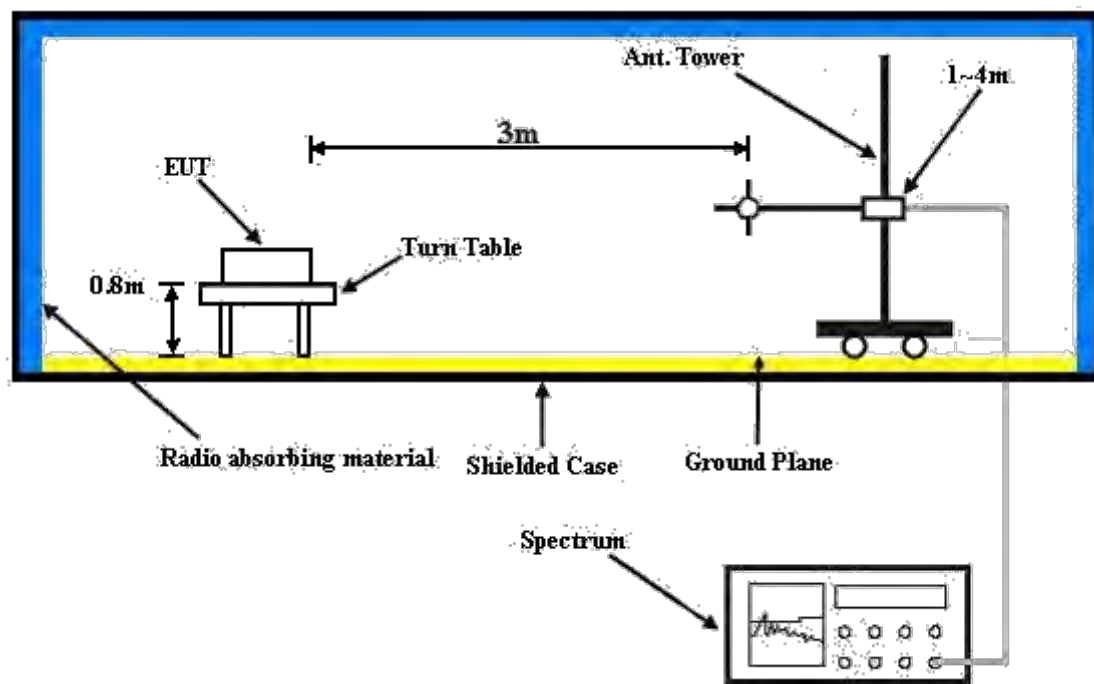 Ant. Tower
1~4m
3m
EUT
Turn Table
0.8m
Radio absorbing material
Shielded Case
Ground Plane
Spectrum